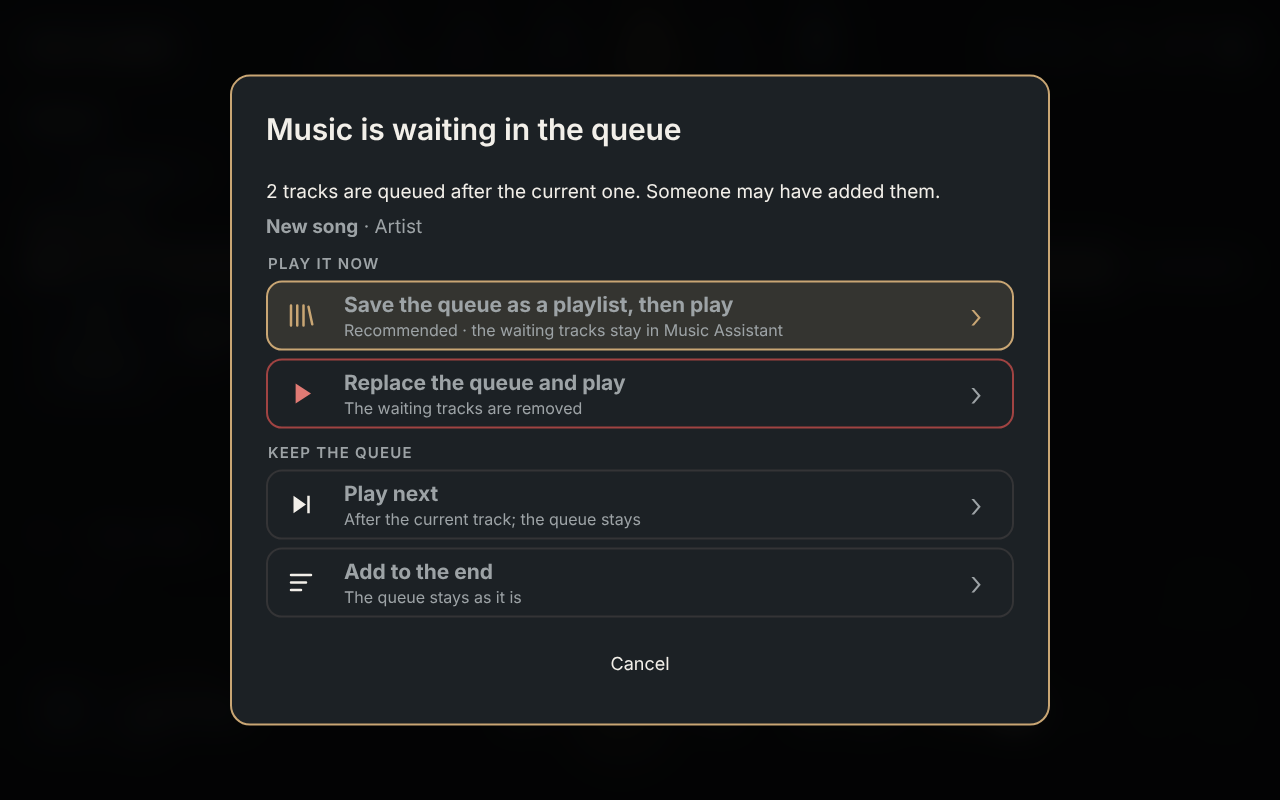 Music is waiting in the queue
2 tracks are queued after the current one. Someone may have added them.
New song · Artist
PLAY IT NOW
Save the queue as a playlist, then play
Recommended · the waiting tracks stay in Music Assistant
Replace the queue and play
The waiting tracks are removed
KEEP THE QUEUE
Play next
After the current track; the queue stays
Add to the end
The queue stays as it is
Cancel